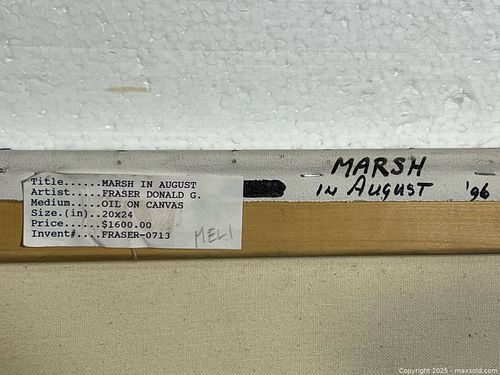 Title......MARSH IN AUGUST
Artist.....FRASER DONALD G.
Medium.....OIL ON CANVAS
Size.(in)..20x24
Price......$1600.00
Invent#....FRASER-0713
MELI
MARSH
IN AUGUST '96
Copyright 2025 - maxsold.com